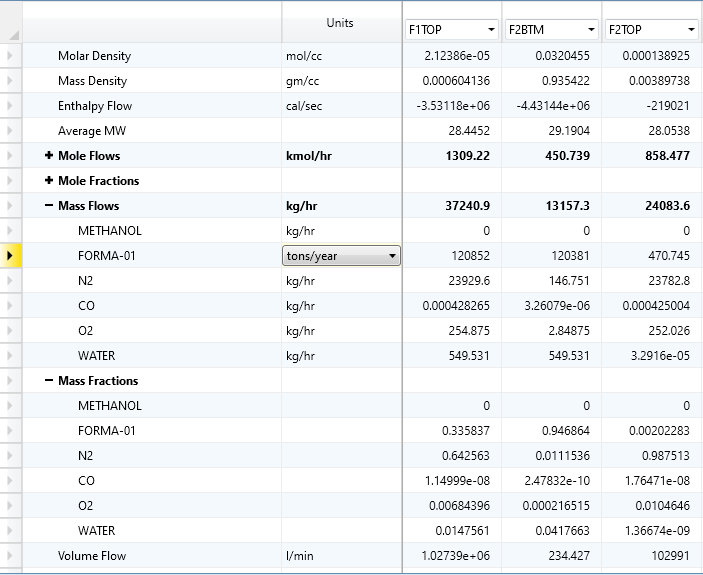 Units F1TOP F2BTM F2TOP
Molar Density mol/cc 2.12386e-05 0.0320455 0.000138925
Mass Density gm/cc 0.000604136 0.935422 0.00389738
Enthalpy Flow cal/sec -3.53118e+06 -4.43144e+06 -219021
Average MW 28.4452 29.1904 28.0538
+ Mole Flows kmol/hr 1309.22 450.739 858.477
+ Mole Fractions
− Mass Flows kg/hr 37240.9 13157.3 24083.6
METHANOL kg/hr 0 0 0
FORMA-01 tons/year 120852 120381 470.745
N2 kg/hr 23929.6 146.751 23782.8
CO kg/hr 0.000428265 3.26079e-06 0.000425004
O2 kg/hr 254.875 2.84875 252.026
WATER kg/hr 549.531 549.531 3.2916e-05
− Mass Fractions
METHANOL 0 0 0
FORMA-01 0.335837 0.946864 0.00202283
N2 0.642563 0.0111536 0.987513
CO 1.14999e-08 2.47832e-10 1.76471e-08
O2 0.00684396 0.000216515 0.0104646
WATER 0.0147561 0.0417663 1.36674e-09
Volume Flow l/min 1.02739e+06 234.427 102991